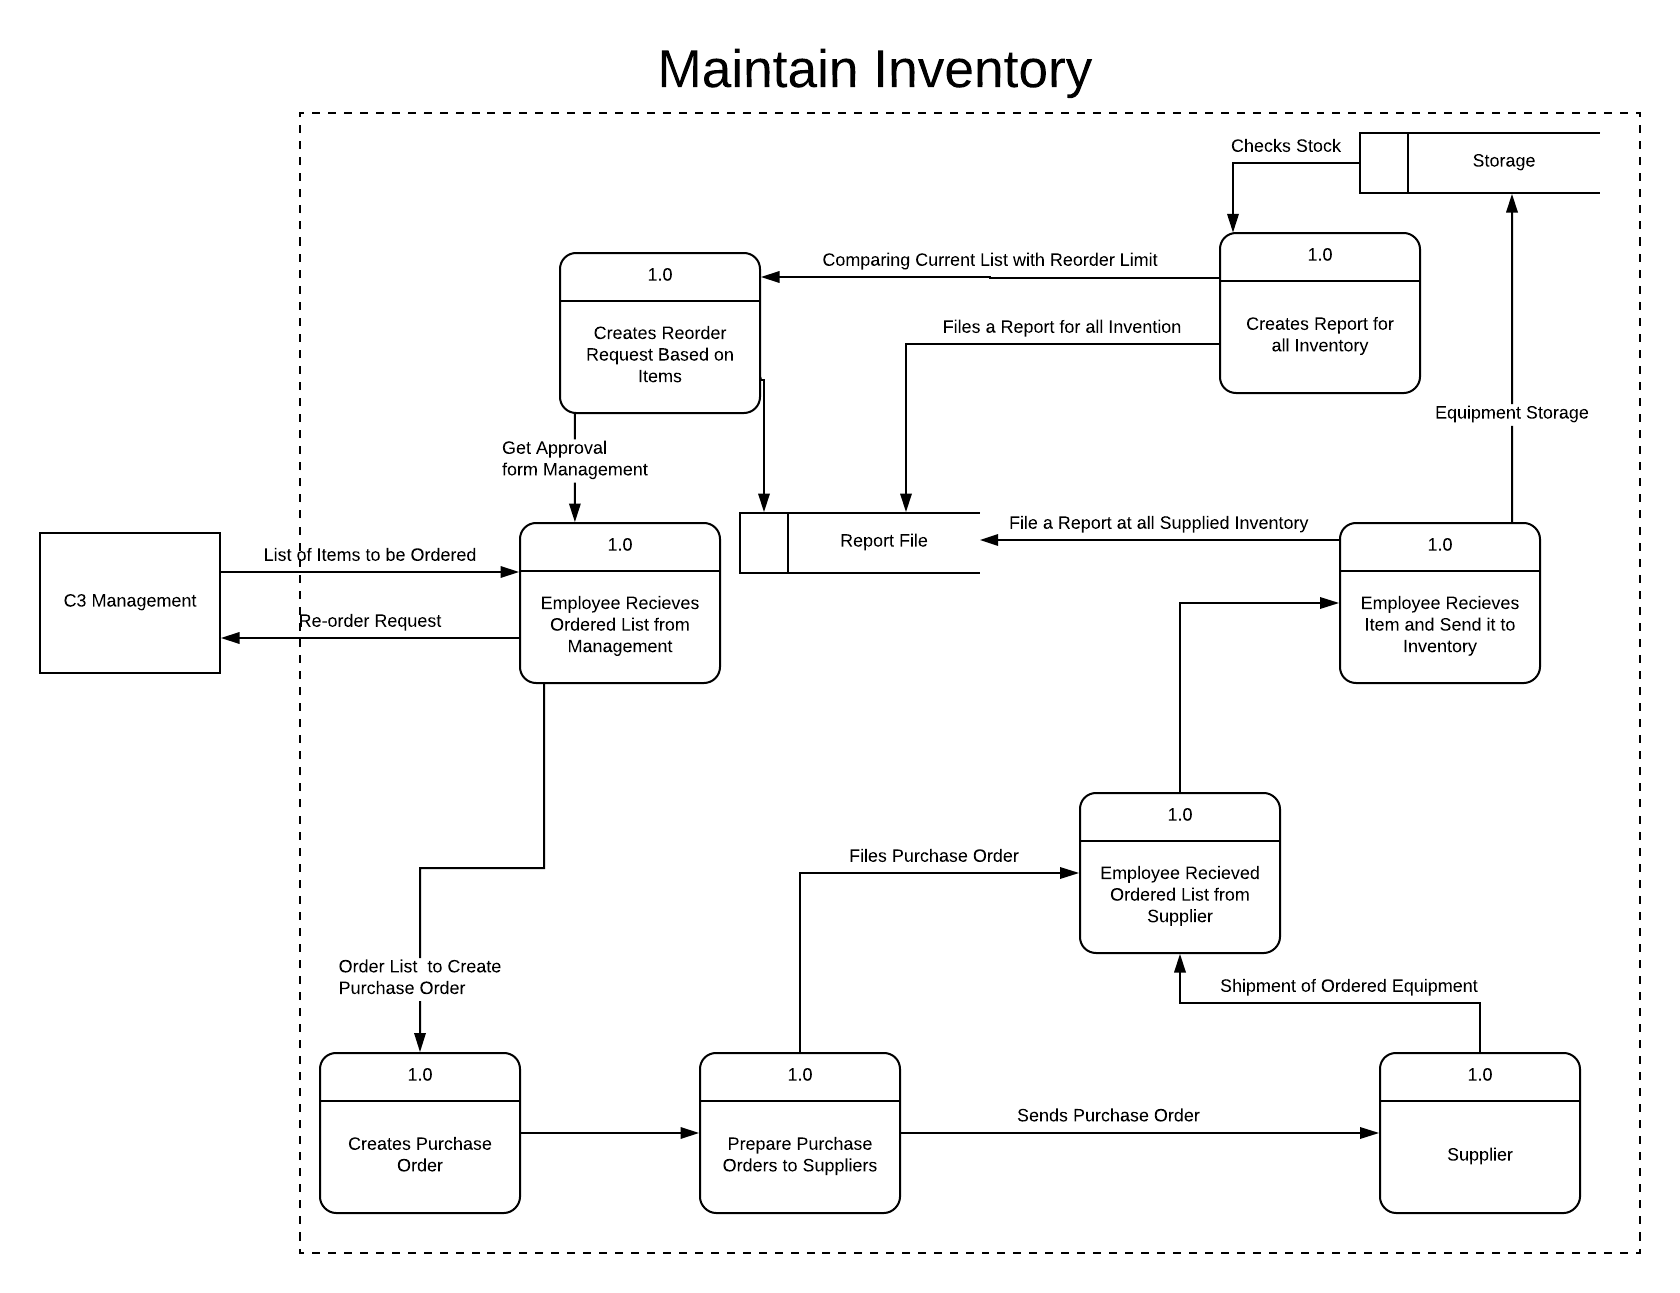 Maintain Inventory
Checks Stock
Storage
1.0
Creates Report for
all Inventory
Comparing Current List with Reorder Limit
1.0
Creates Reorder
Request Based on
Items
Files a Report for all Invention
Equipment Storage
Get Approval
form Management
Report File
File a Report at all Supplied Inventory
1.0
Employee Recieves
Item and Send it to
Inventory
C3 Management
List of Items to be Ordered
Re-order Request
1.0
Employee Recieves
Ordered List from
Management
1.0
Employee Recieved
Ordered List from
Supplier
Files Purchase Order
Order List  to Create
Purchase Order
Shipment of Ordered Equipment
1.0
Creates Purchase
Order
1.0
Prepare Purchase
Orders to Suppliers
Sends Purchase Order
1.0
Supplier